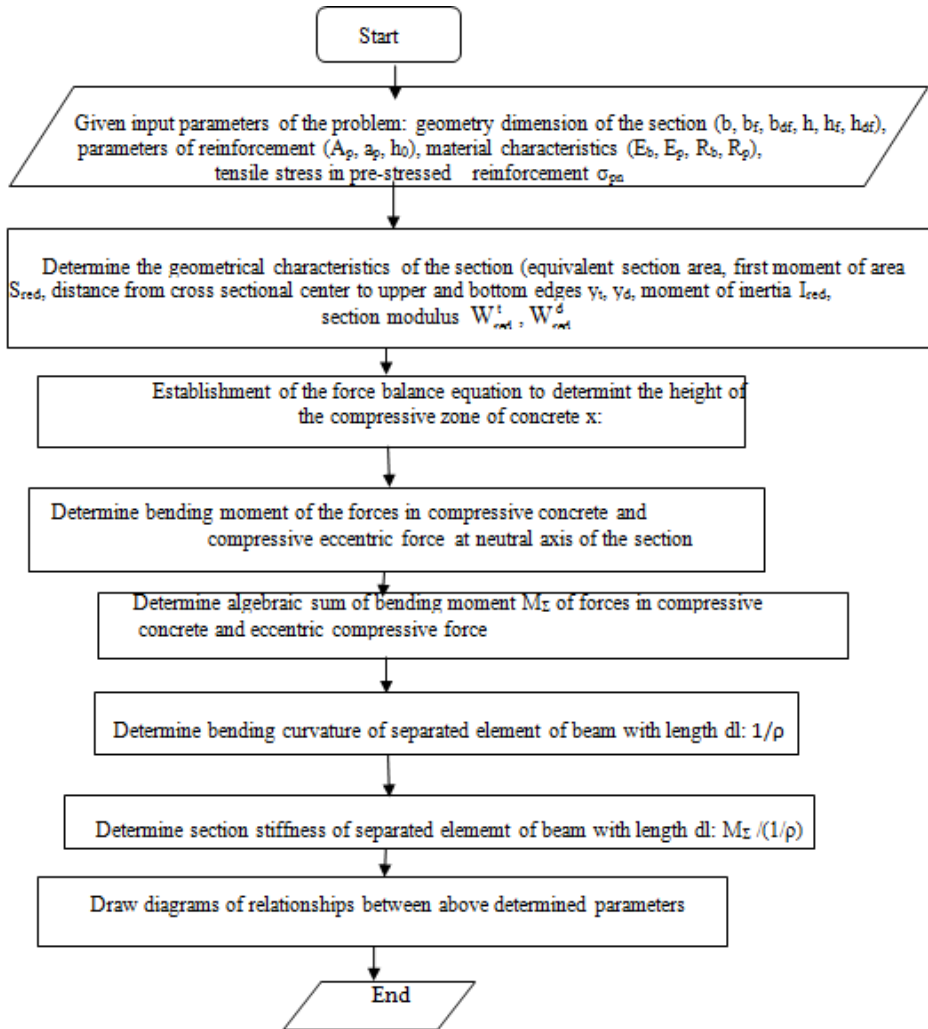 Start
Given input parameters of the problem: geometry dimension of the section (b, bf, bdf, h, hf, hdf),
parameters of reinforcement (Ap, ap, h0), material characteristics (Eb, Ep, Rb, Rp),
tensile stress in pre-stressed reinforcement σpn
Determine the geometrical characteristics of the section (equivalent section area, first moment of area
Sred, distance from cross sectional center to upper and bottom edges yt, yd, moment of inertia Ired,
section modulus W^t_red , W^d_red
Establishment of the force balance equation to determint the height of
the compressive zone of concrete x:
Determine bending moment of the forces in compressive concrete and
compressive eccentric force at neutral axis of the section
Determine algebraic sum of bending moment MΣ of forces in compressive
concrete and eccentric compressive force
Determine bending curvature of separated element of beam with length dl: 1/ρ
Determine section stiffness of separated elememt of beam with length dl: MΣ /(1/ρ)
Draw diagrams of relationships between above determined parameters
End